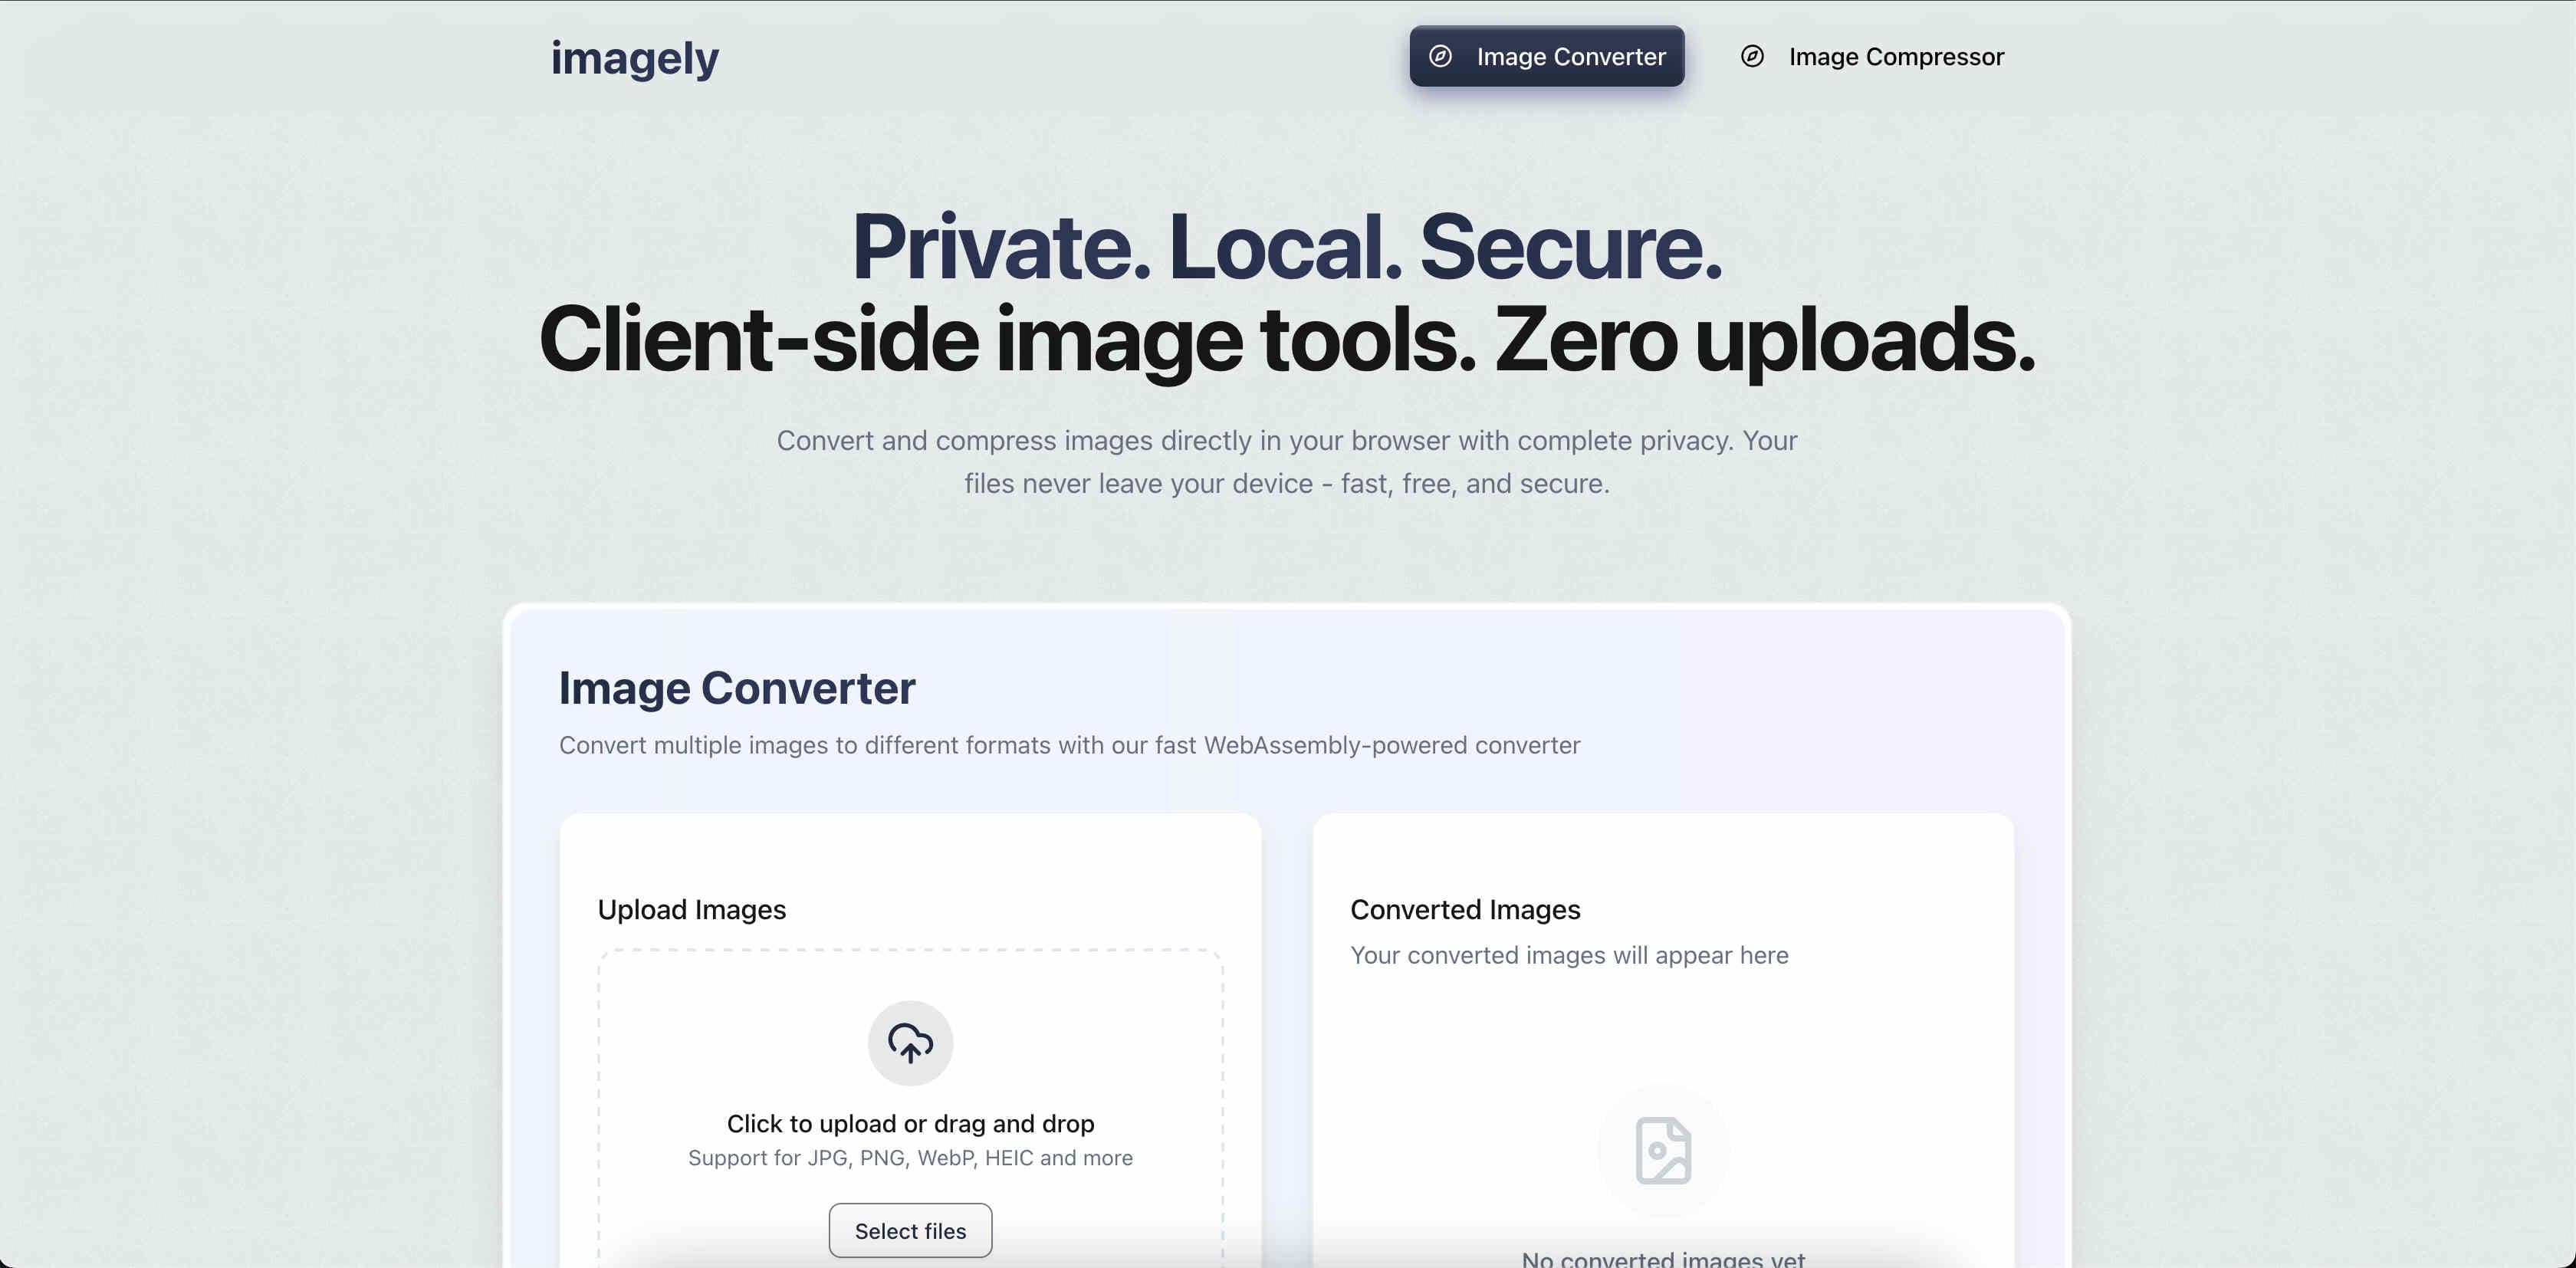 imagely
Image Converter
Image Compressor
Private. Local. Secure.
Client-side image tools. Zero uploads.
Convert and compress images directly in your browser with complete privacy. Your
files never leave your device - fast, free, and secure.
Image Converter
Convert multiple images to different formats with our fast WebAssembly-powered converter
Upload Images
Click to upload or drag and drop
Support for JPG, PNG, WebP, HEIC and more
Select files
Converted Images
Your converted images will appear here
No converted images yet